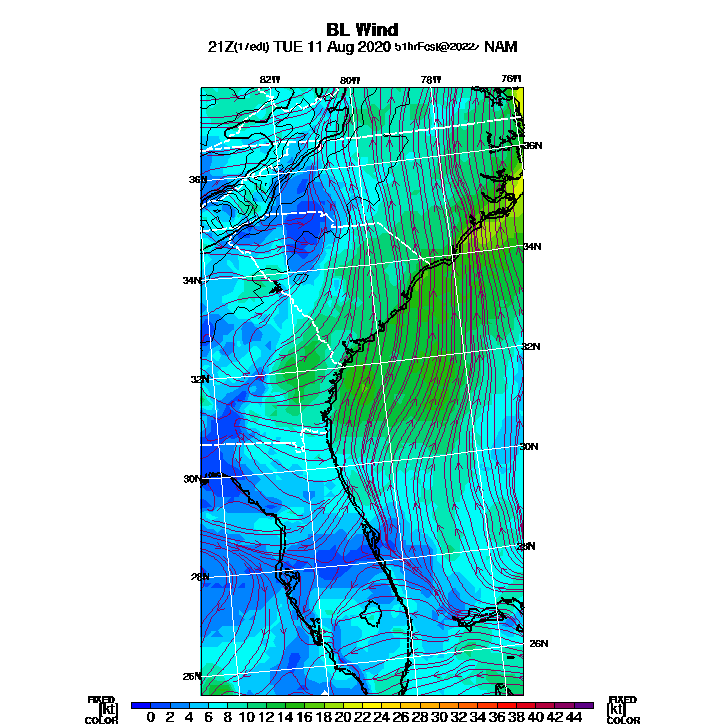 BL Wind
21Z(17edt) TUE 11 Aug 2020 51hrFcst@2022z NAM
82W 80W 78W 76W
36N
36N
34N
34N
32N
32N
30N
30N
28N
28N
26N
26N
FIXED FIXED
[kt] 0 2 4 6 8 10 12 14 16 18 20 22 24 26 28 30 32 34 36 38 40 42 44 [kt]
COLOR COLOR